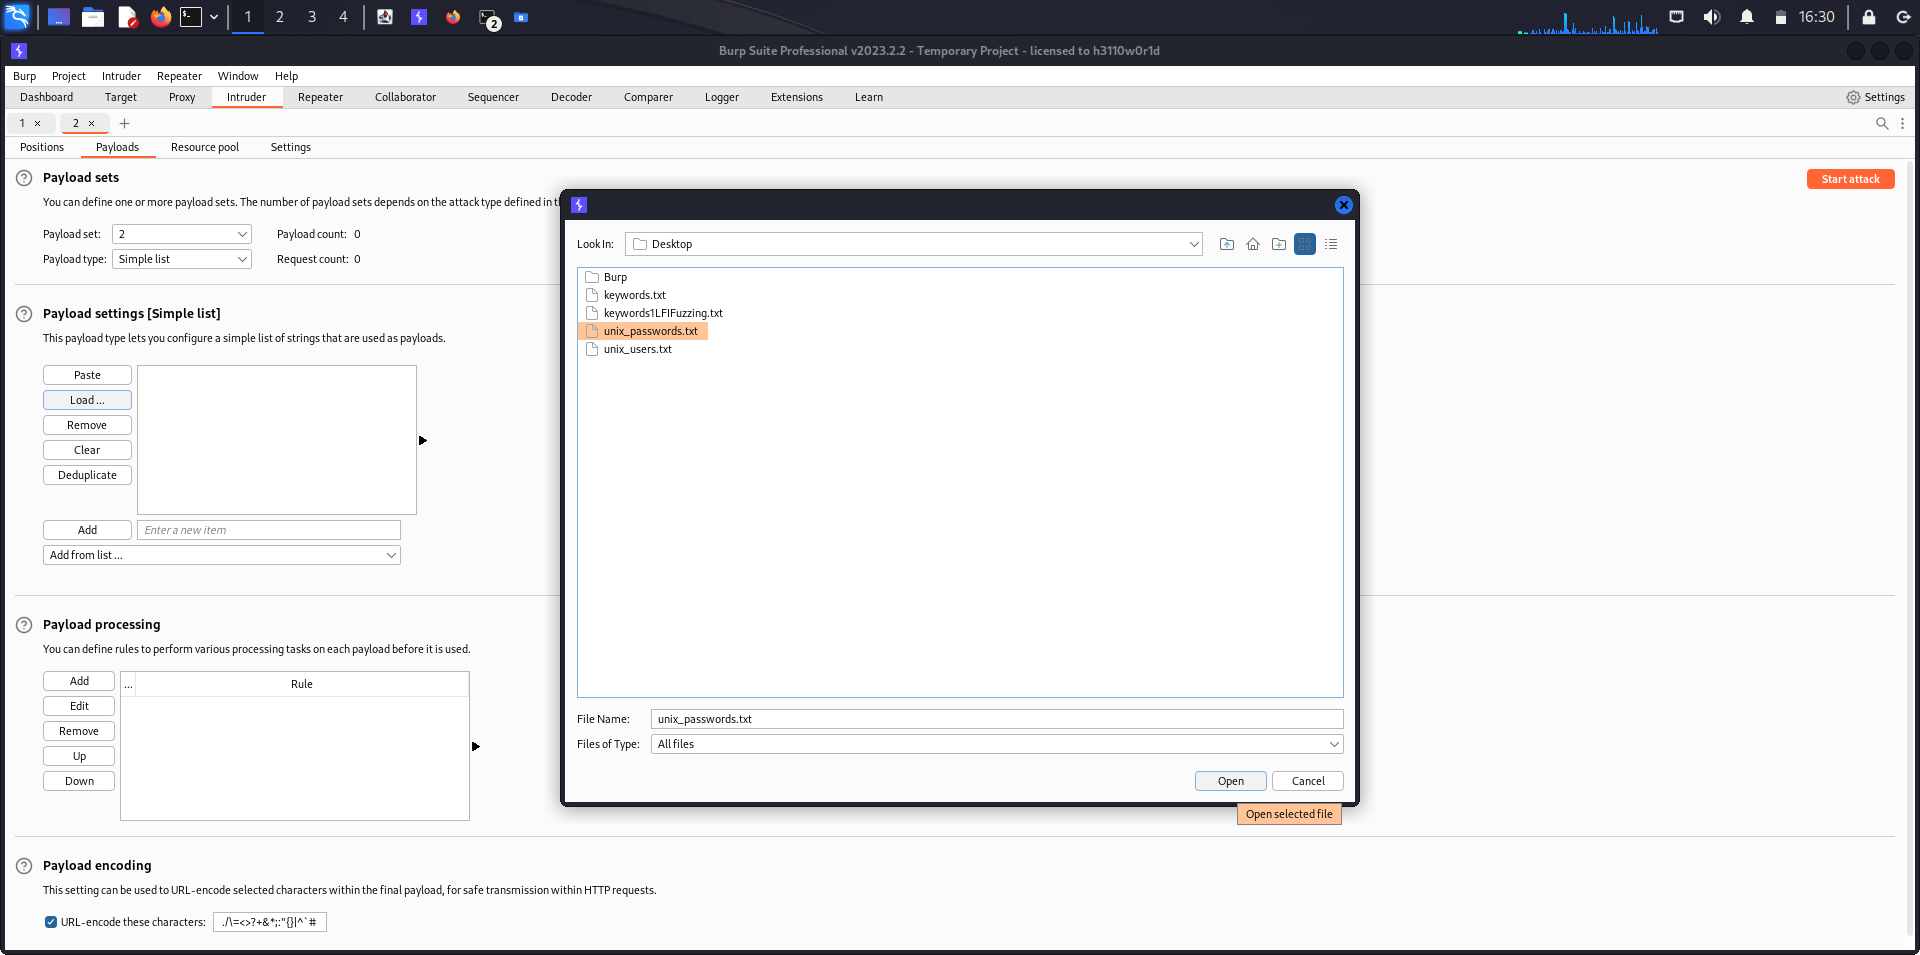 1 2 3 4 2 16:30
Burp Suite Professional v2023.2.2 - Temporary Project - licensed to h3110w0r1d
Burp Project Intruder Repeater Window Help
Dashboard Target Proxy Intruder Repeater Collaborator Sequencer Decoder Comparer Logger Extensions Learn Settings
1 × 2 × +
Positions Payloads Resource pool Settings
? Payload sets
Start attack
You can define one or more payload sets. The number of payload sets depends on the attack type defined in
Payload set: 2 Payload count: 0
Payload type: Simple list Request count: 0
? Payload settings [Simple list]
This payload type lets you configure a simple list of strings that are used as payloads.
Paste
Load ...
Remove
Clear
Deduplicate
Add Enter a new item
Add from list ...
? Payload processing
You can define rules to perform various processing tasks on each payload before it is used.
Add ... Rule
Edit
Remove
Up
Down
? Payload encoding
This setting can be used to URL-encode selected characters within the final payload, for safe transmission within HTTP requests.
URL-encode these characters: ./\=<>?+&*;:"{}|^`#
Look In: Desktop
Burp
keywords.txt
keywords1LFIFuzzing.txt
unix_passwords.txt
unix_users.txt
File Name: unix_passwords.txt
Files of Type: All files
Open Cancel
Open selected file